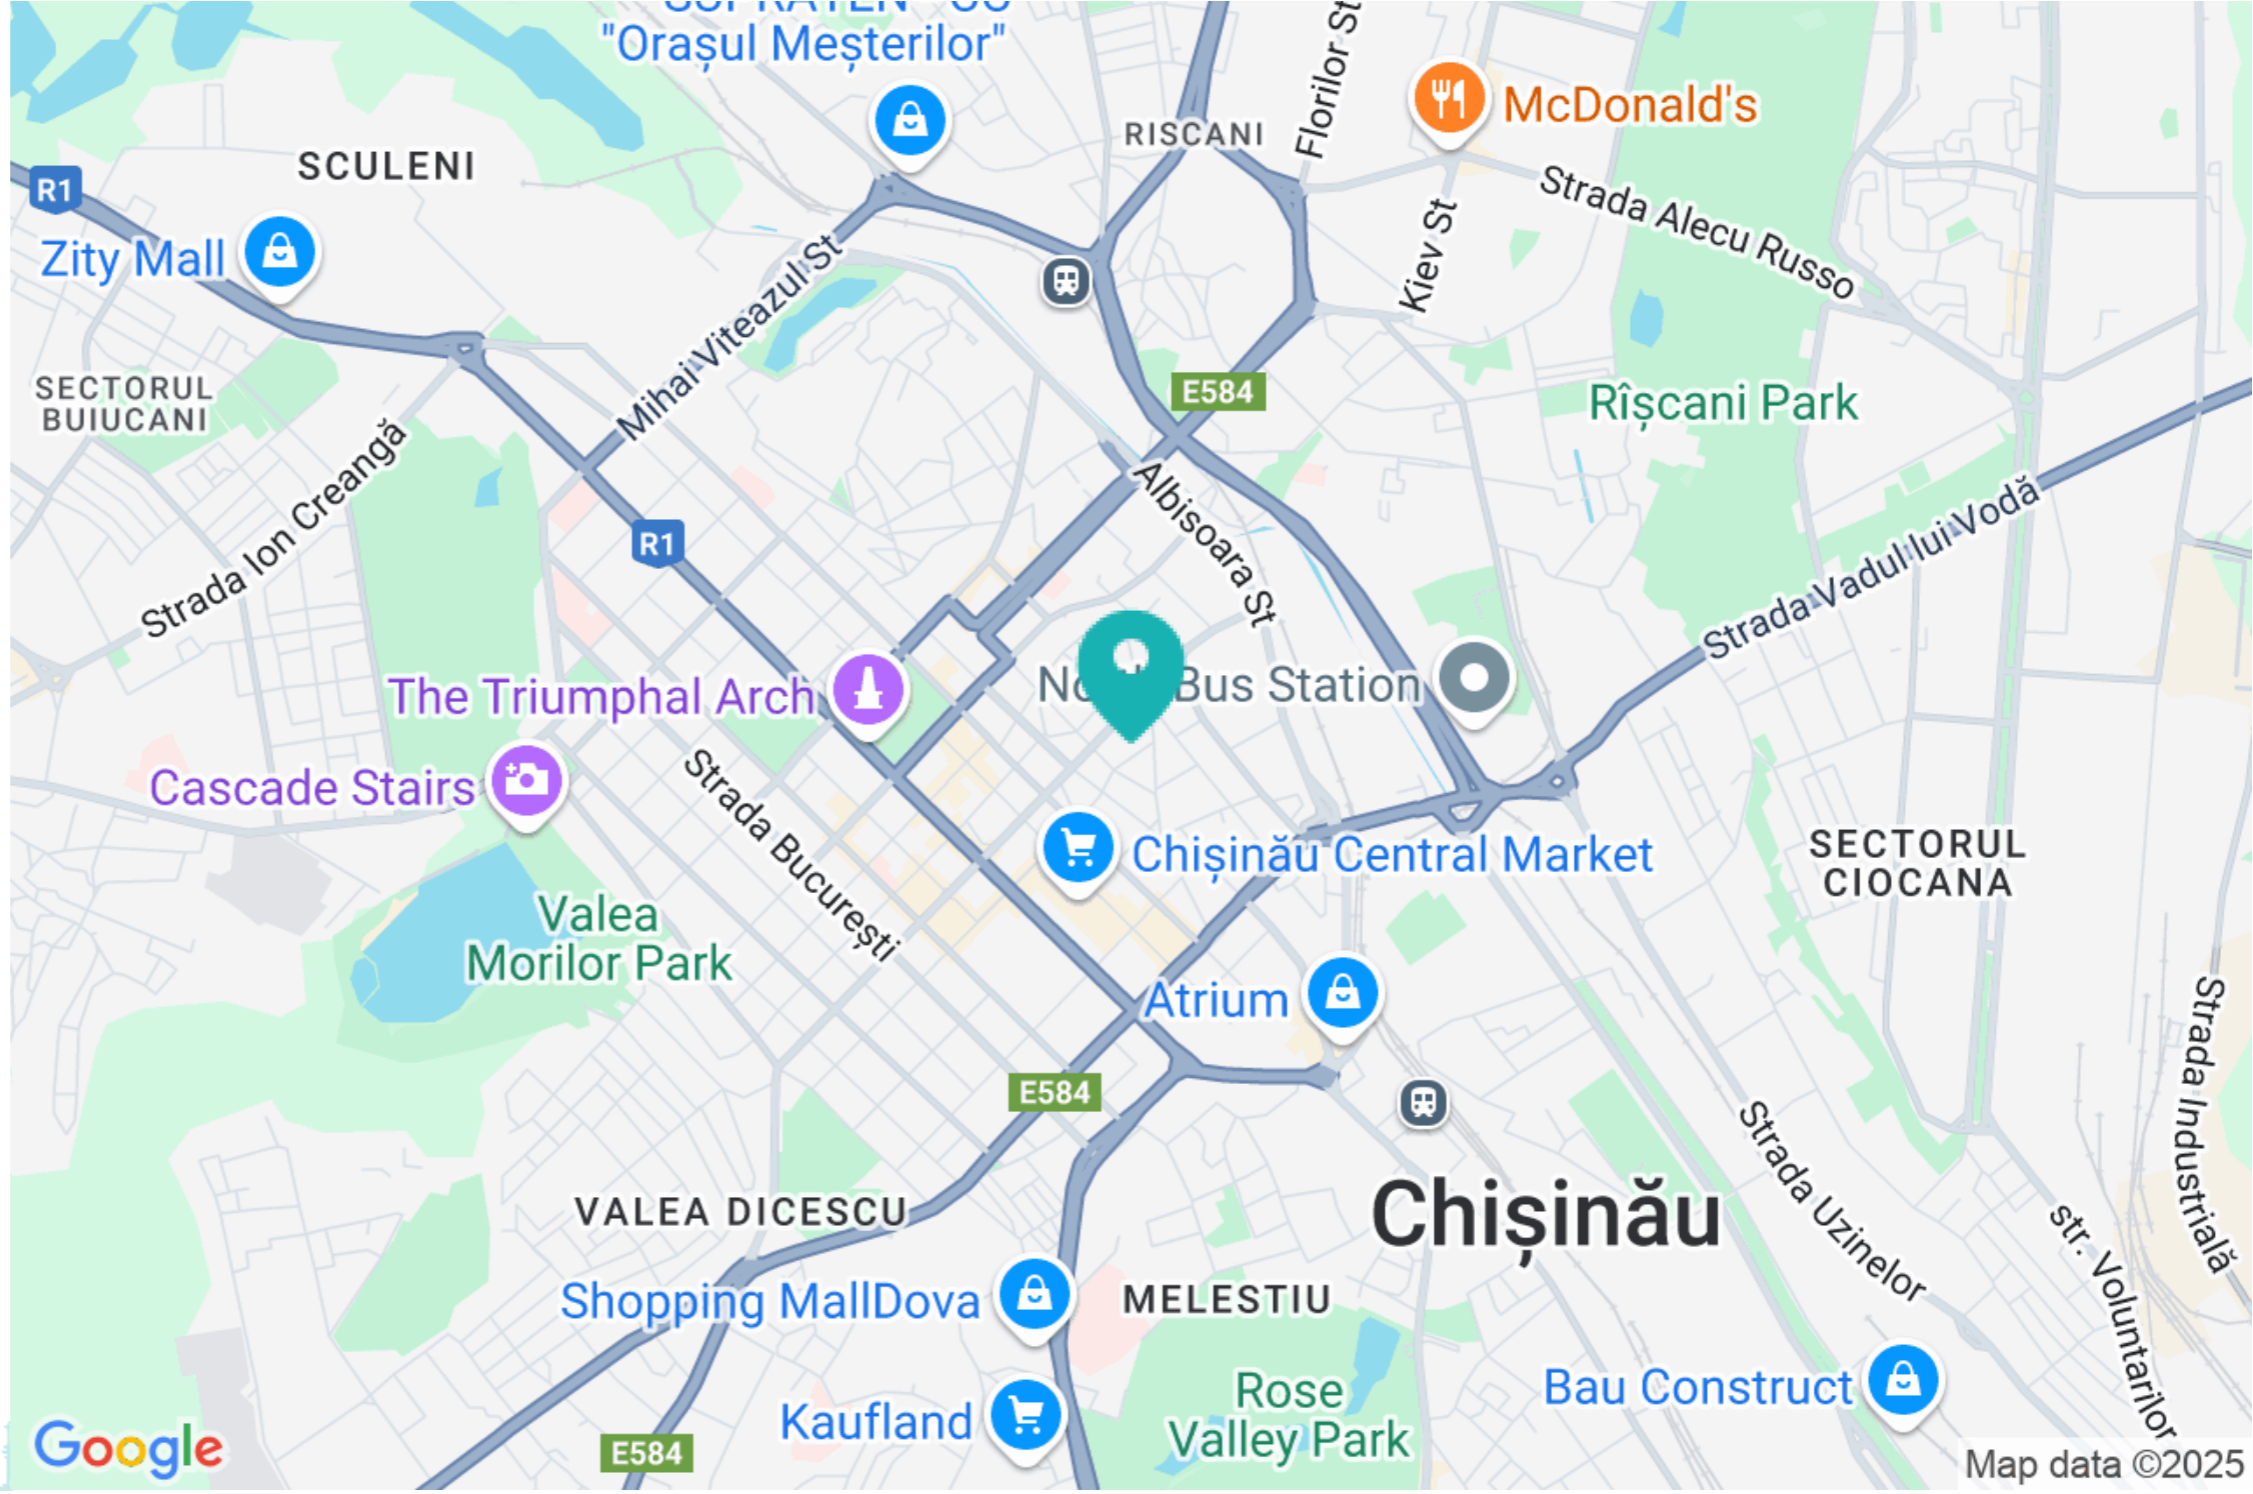 "Orașul Meșterilor"
RISCANI
Florilor St
McDonald's
SCULENI
R1
Zity Mall
Strada Alecu Russo
Kiev St
Mihai Viteazul St
SECTORUL
BUIUCANI
E584
Rîșcani Park
Strada Ion Creangă
R1
Albisoara St
Strada Vadul lui Vodă
The Triumphal Arch
Bus Station
Cascade Stairs
Strada București
Chișinău Central Market
SECTORUL
CIOCANA
Valea
Morilor Park
Atrium
E584
Strada Industrială
Strada Uzinelor
VALEA DICESCU
Chișinău
str. Voluntarilor
Shopping MallDova
MELESTIU
Bau Construct
Rose
Valley Park
Kaufland
E584
Google
Map data ©2025